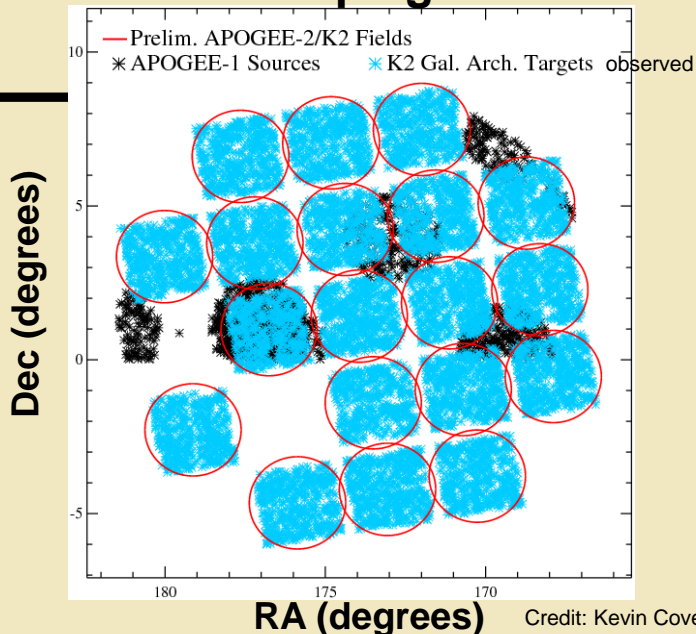 Prelim. APOGEE-2/K2 Fields
APOGEE-1 Sources K2 Gal. Arch. Targets observed
10
5
0
-5
Dec (degrees)
180 175 170
RA (degrees)
Credit: Kevin Cove